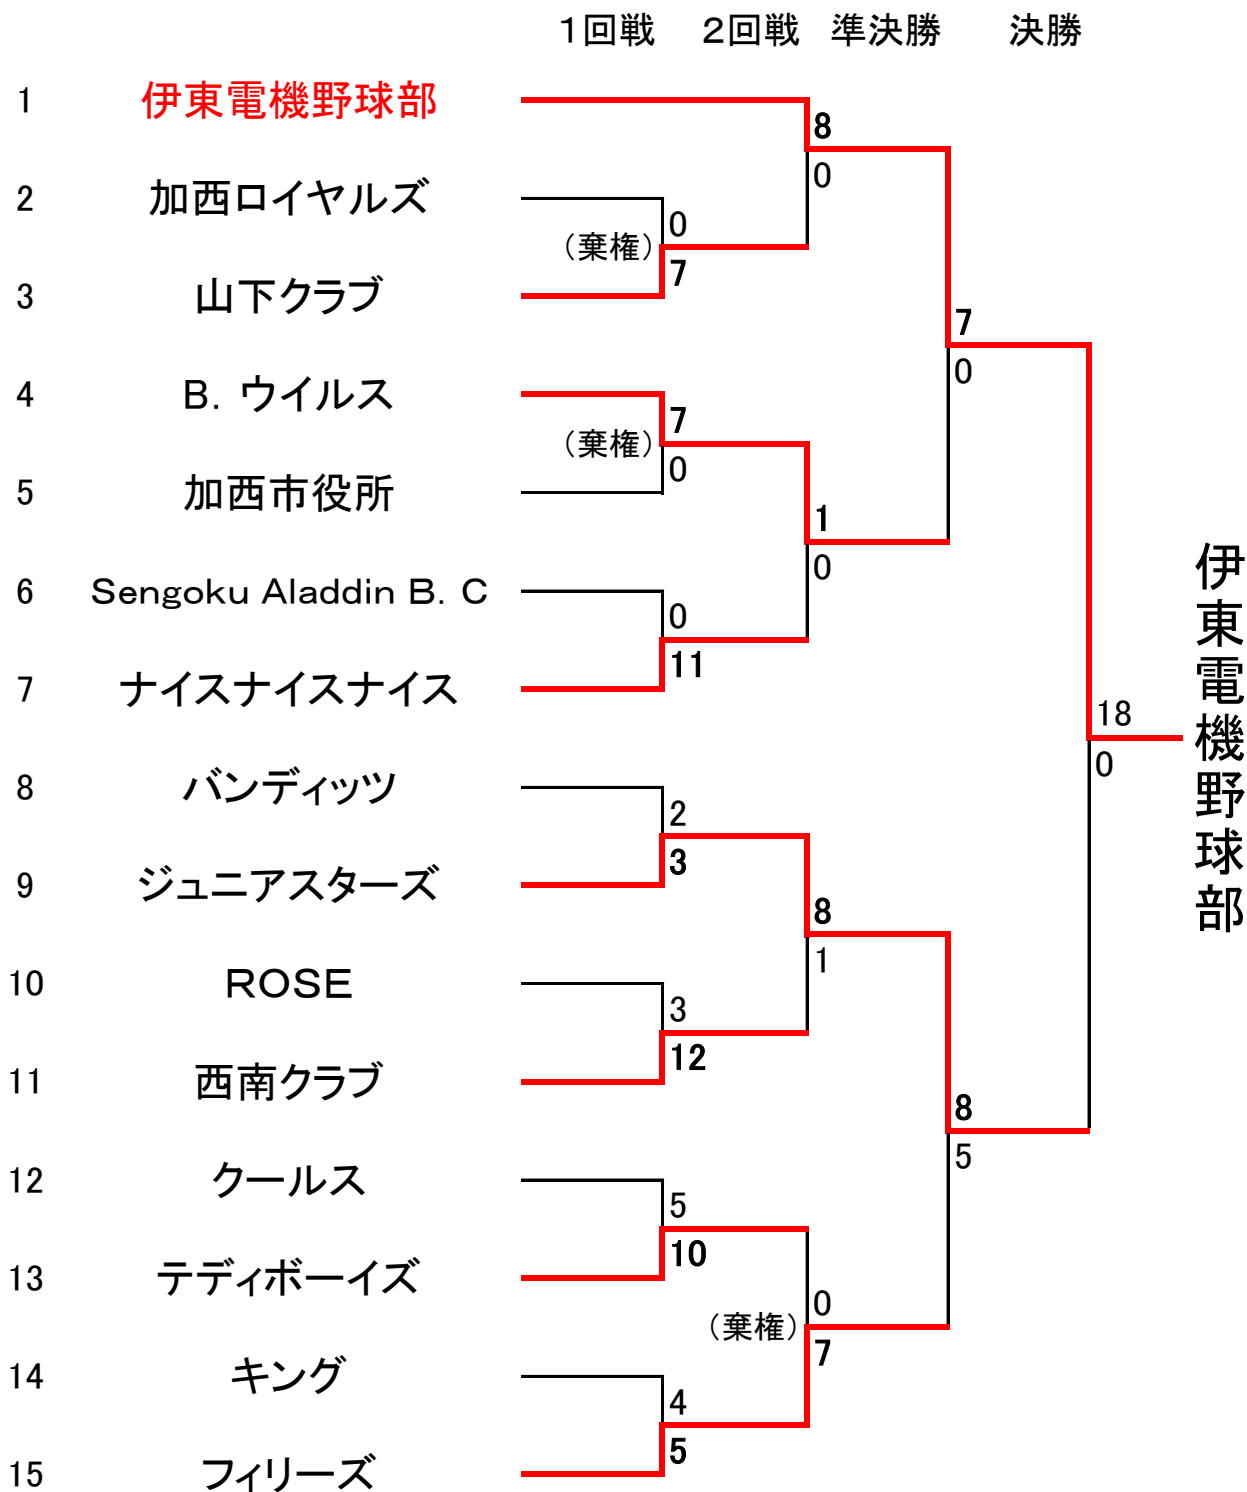 1回戦 2回戦 準決勝 決勝
1 伊東電機野球部
8
0
2 加西ロイヤルズ
0
(棄権)
7
3 山下クラブ
7
0
4 B. ウイルス
7
(棄権)
0
5 加西市役所
1
0
6 Sengoku Aladdin B. C
0
11
7 ナイスナイスナイス
18
0
伊東電機野球部
8 バンディッツ
2
3
9 ジュニアスターズ
8
1
10 ROSE
3
12
11 西南クラブ
8
5
12 クールス
5
10
13 テディボーイズ
0
(棄権)
7
14 キング
4
5
15 フィリーズ